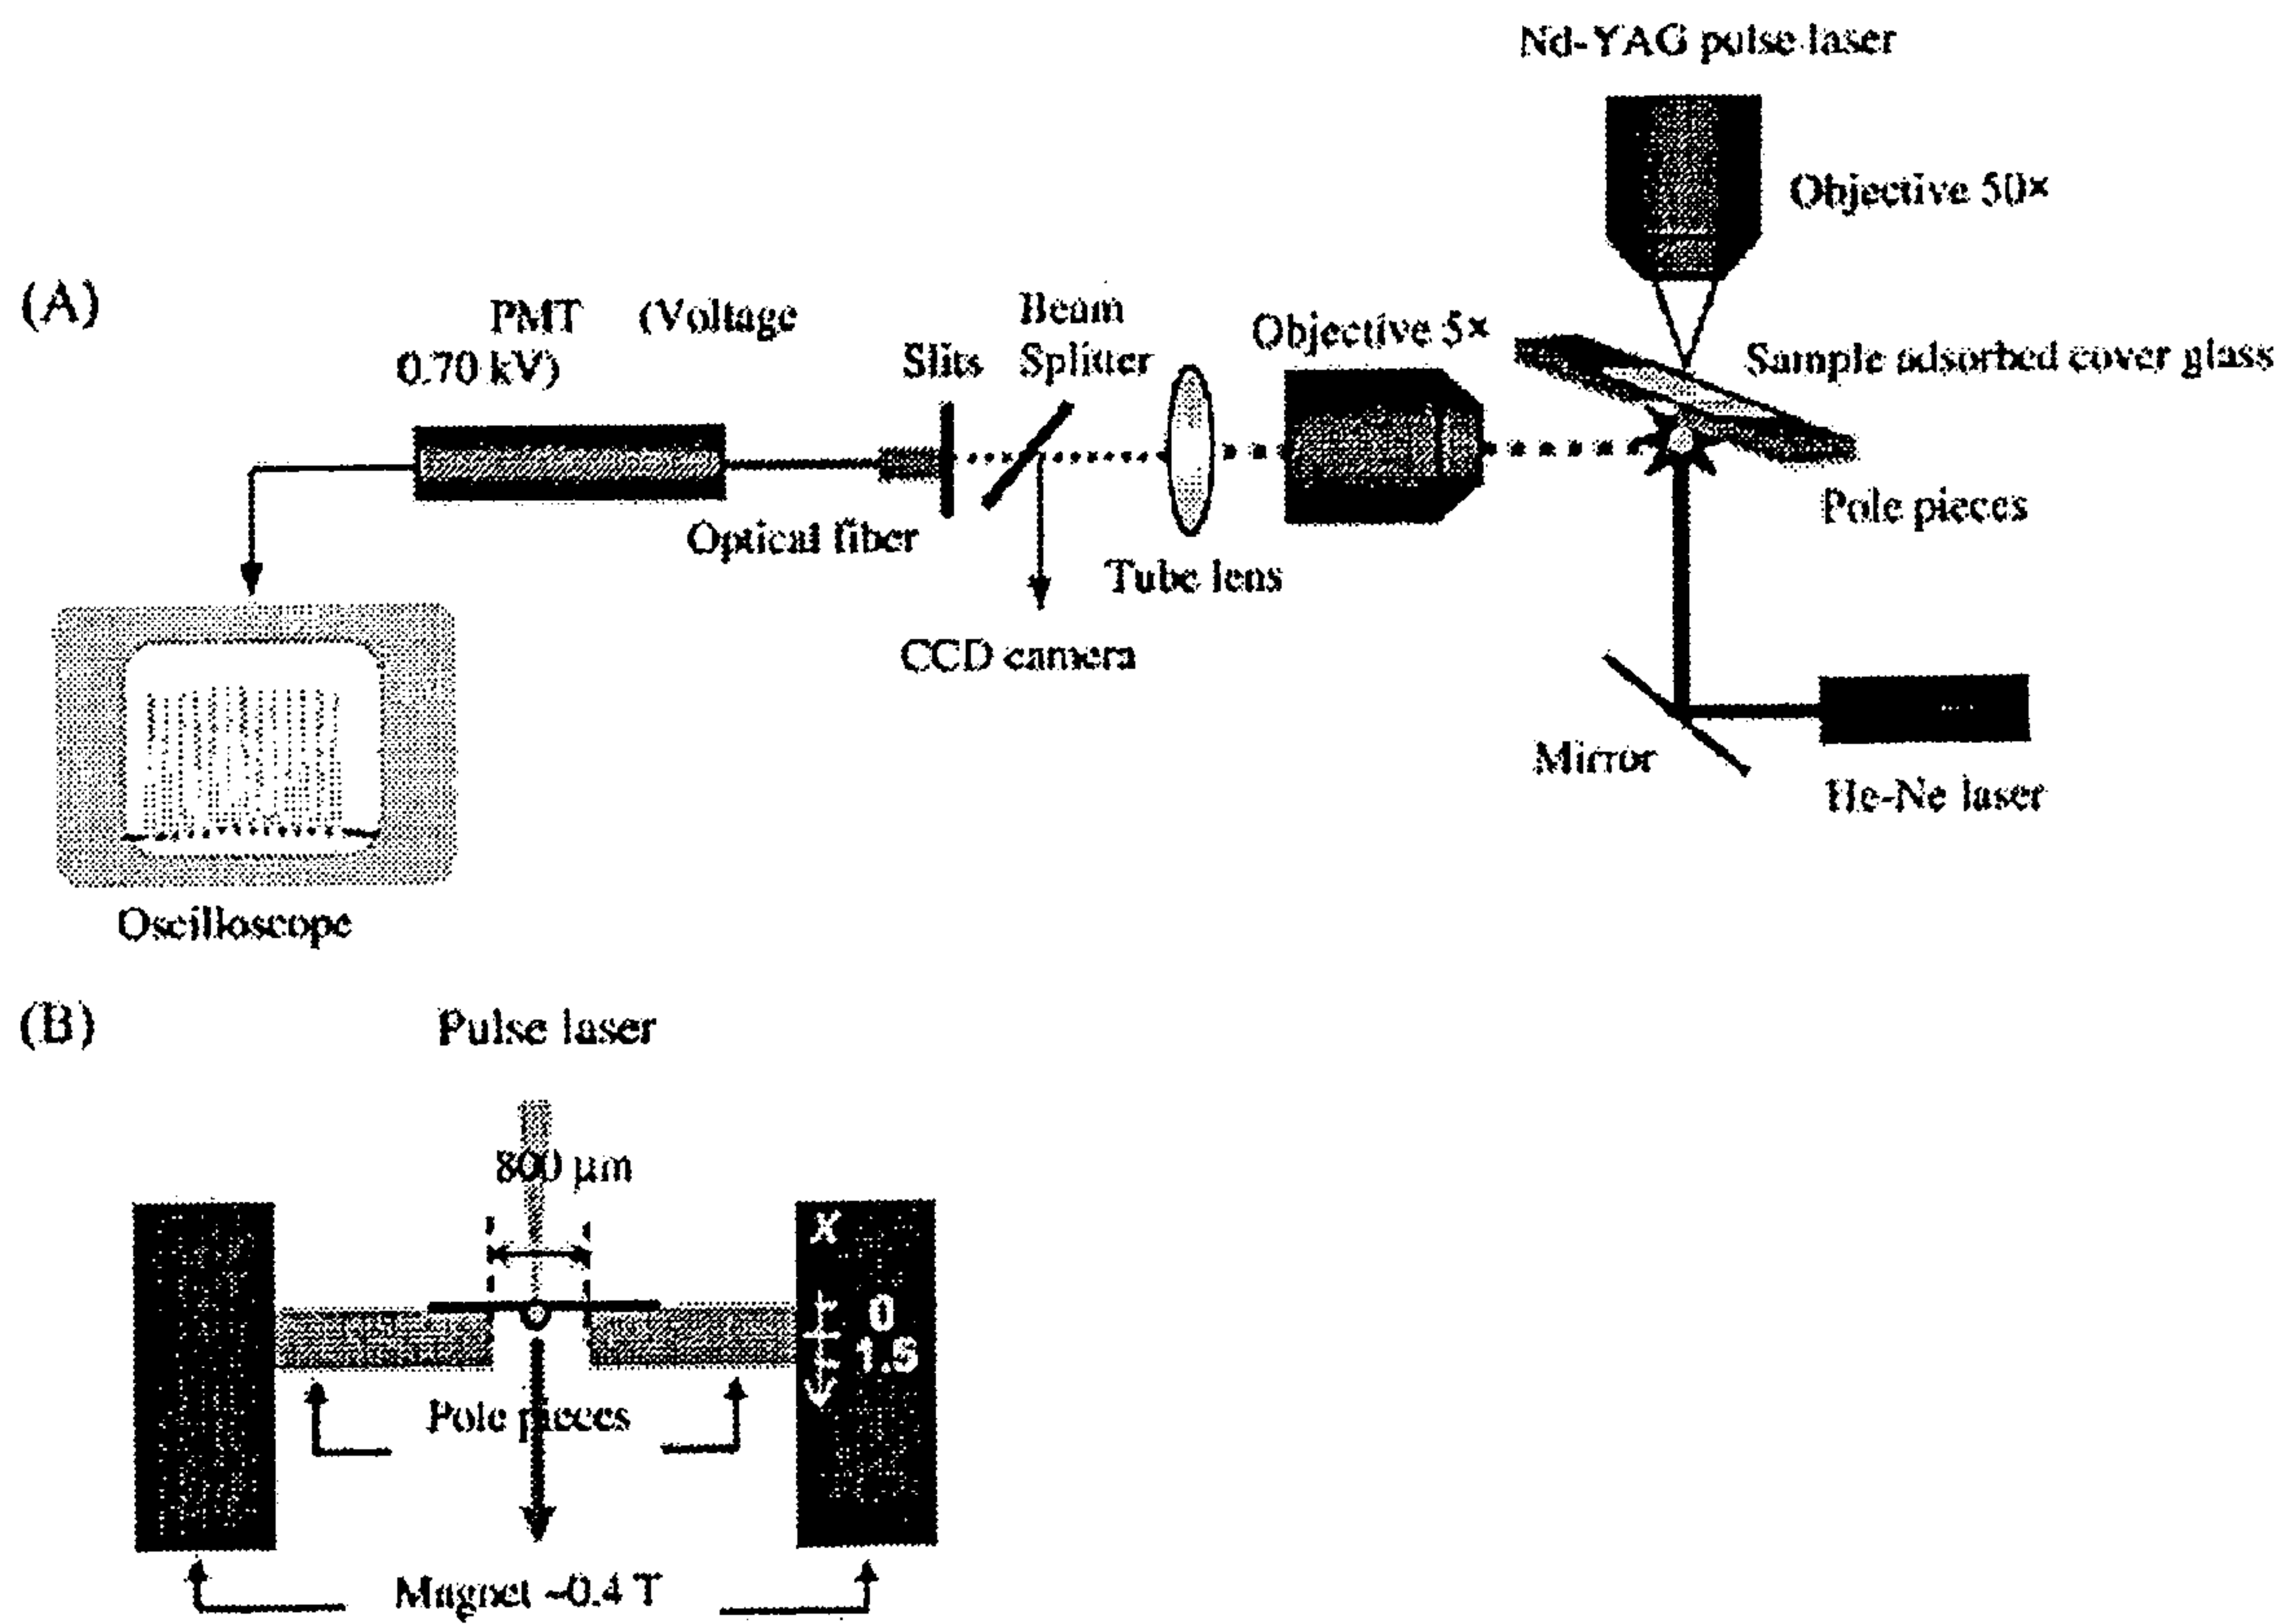 Nd-YAG pulse laser
Objective 50×
(A)
PMT (Voltage
0.70 kV)
Beam
Splitter
Slits
Objective 5×
Sample adsorbed cover glass
Pole pieces
Optical fiber
Tube lens
CCD camera
Mirror
He-Ne laser
Oscilloscope
(B)
Pulse laser
800 µm
X
0
1.5
Pole pieces
Magnet ~0.4 T